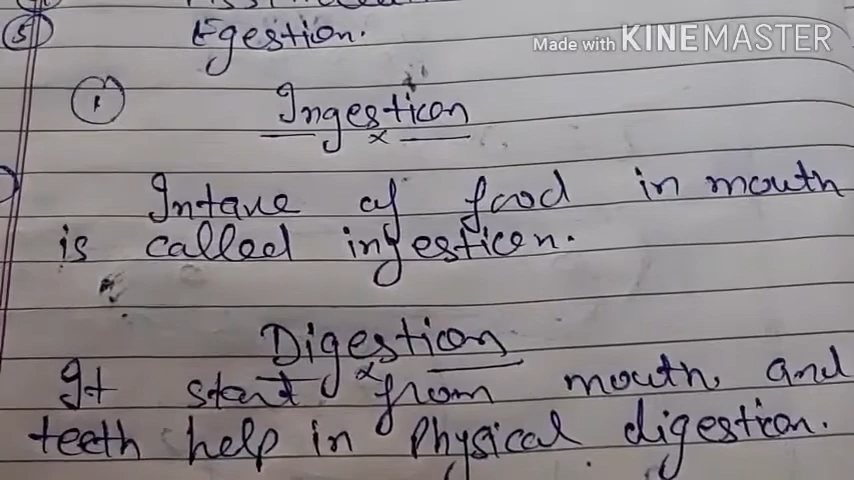 ⑤ Egestion.
Made with KINEMASTER
① Ingestion
Intake of food in mouth
is called ingestion.
Digestion
It start from mouth, and
teeth help in Physical digestion.